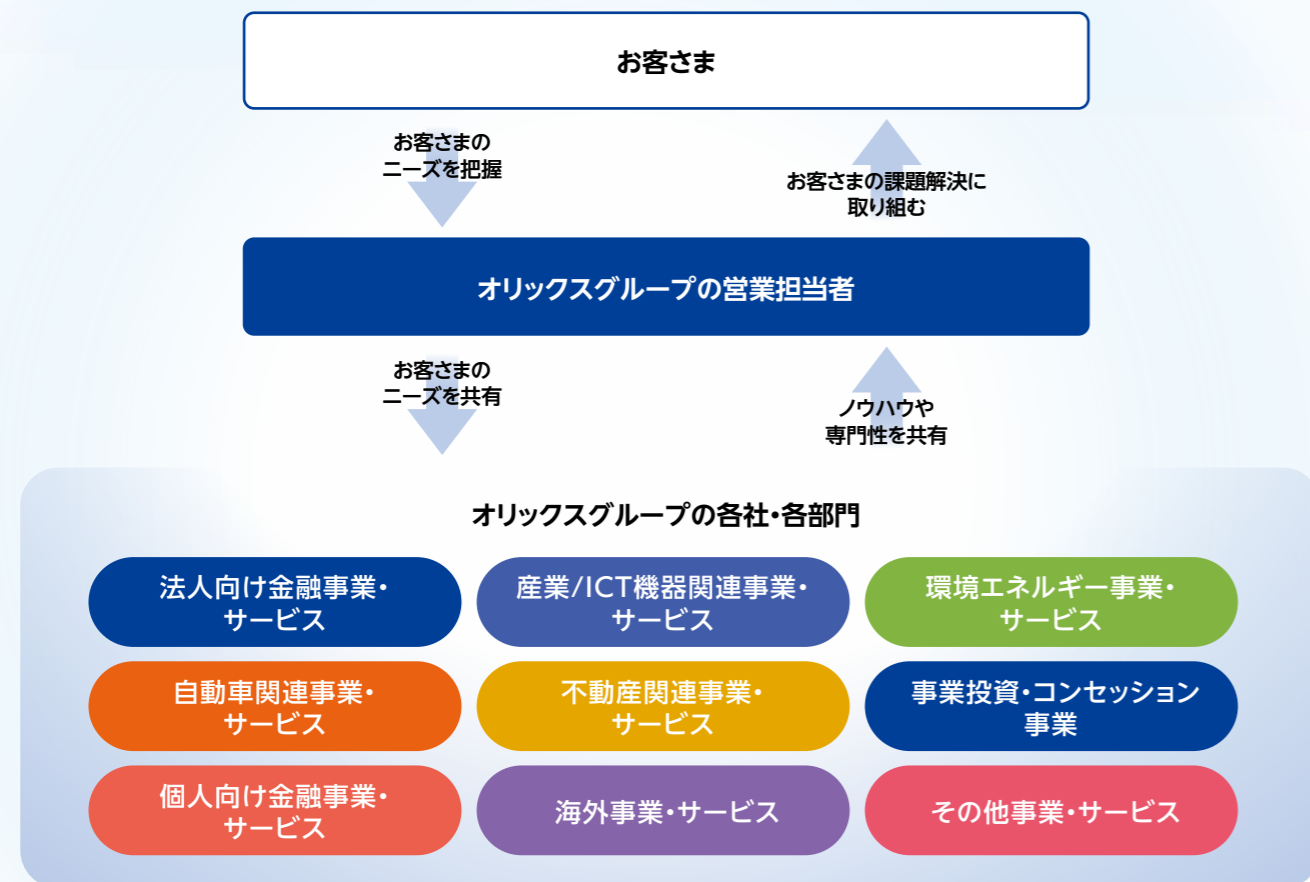 お客さま
お客さまの
ニーズを把握
お客さまの課題解決に
取り組む
オリックスグループの営業担当者
お客さまの
ニーズを共有
ノウハウや
専門性を共有
オリックスグループの各社・各部門
法人向け金融事業・
サービス
産業/ICT機器関連事業・
サービス
環境エネルギー事業・
サービス
自動車関連事業・
サービス
不動産関連事業・
サービス
事業投資・コンセッション
事業
個人向け金融事業・
サービス
海外事業・サービス
その他事業・サービス